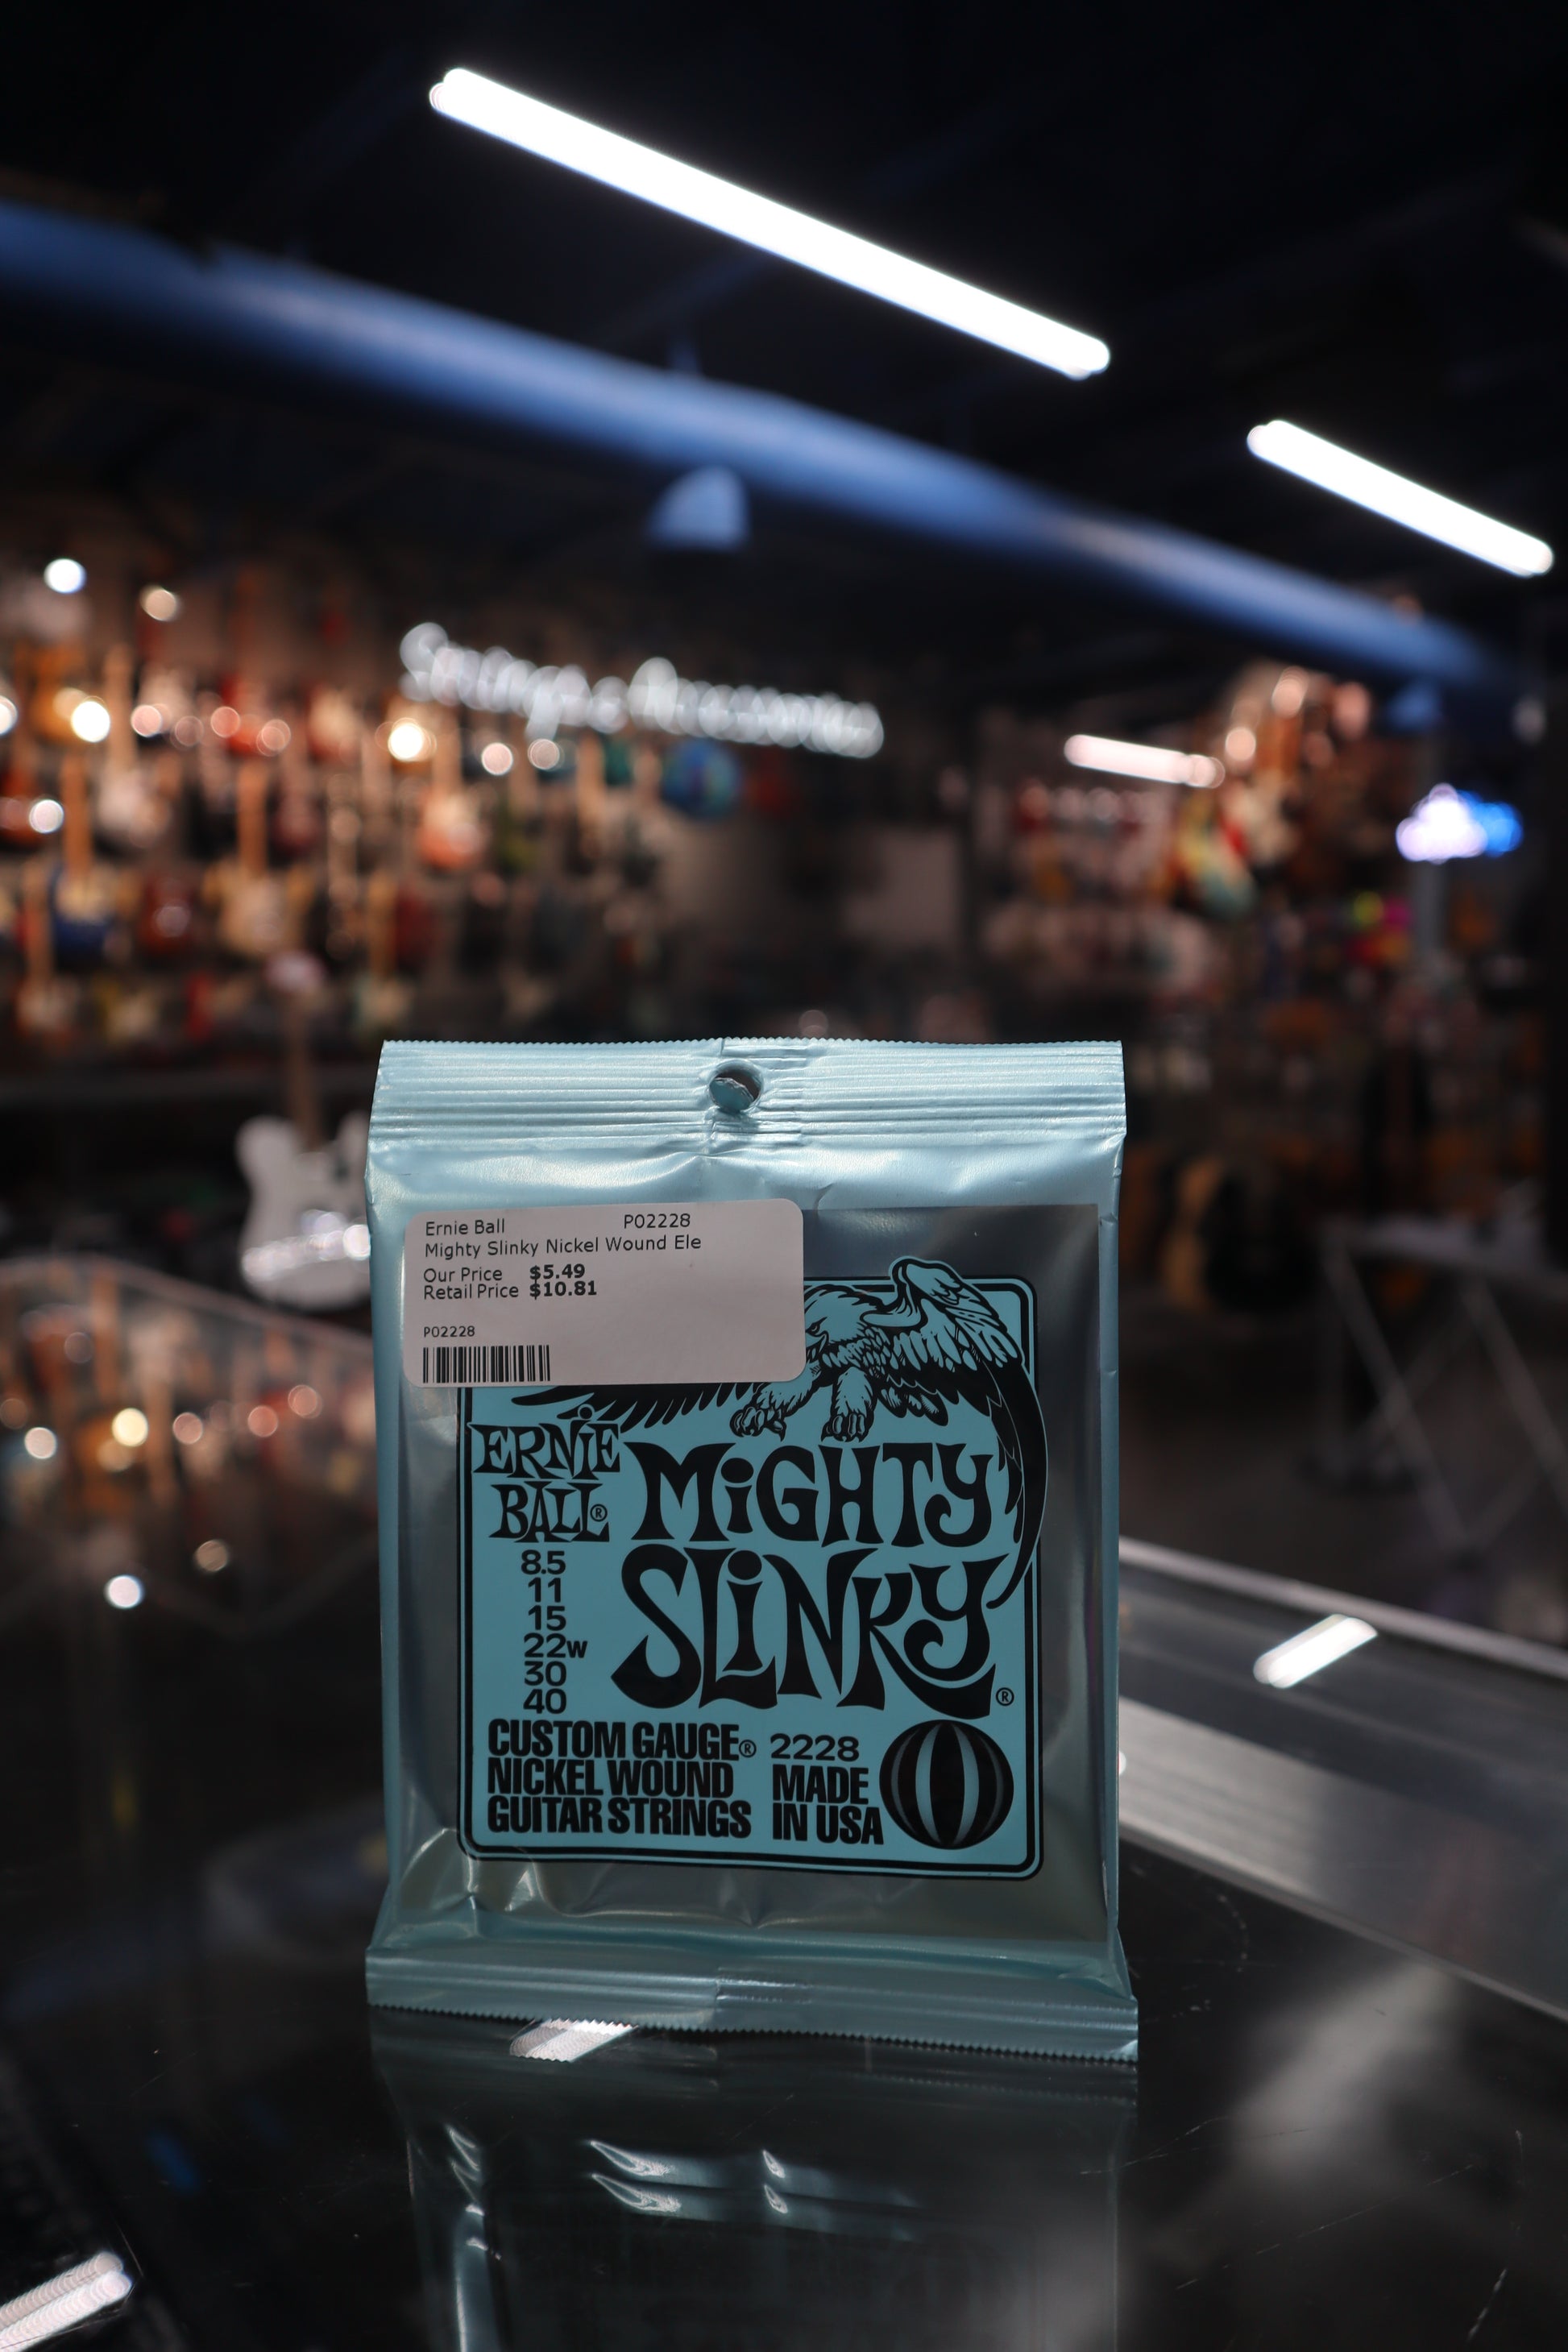 Ernie Ball P02228
Mighty Slinky Nickel Wound Ele
Our Price $5.49
Retail Price $10.81
P02228
ERNiE
BALL®
MiGHTY
SLiNKY®
8.5
11
15
22w
30
40
CUSTOM GAUGE®
NICKEL WOUND
GUITAR STRINGS
2228
MADE
IN USA